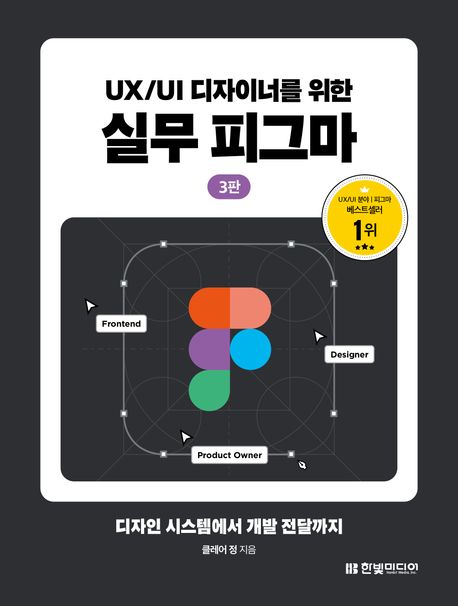 UX/UI 디자이너를 위한
실무 피그마
3판
UX/UI 분야 | 피그마
베스트셀러
1위
Frontend
Designer
Product Owner
디자인 시스템에서 개발 전달까지
클레어 정 지음
한빛미디어
Hanbit Media, Inc.